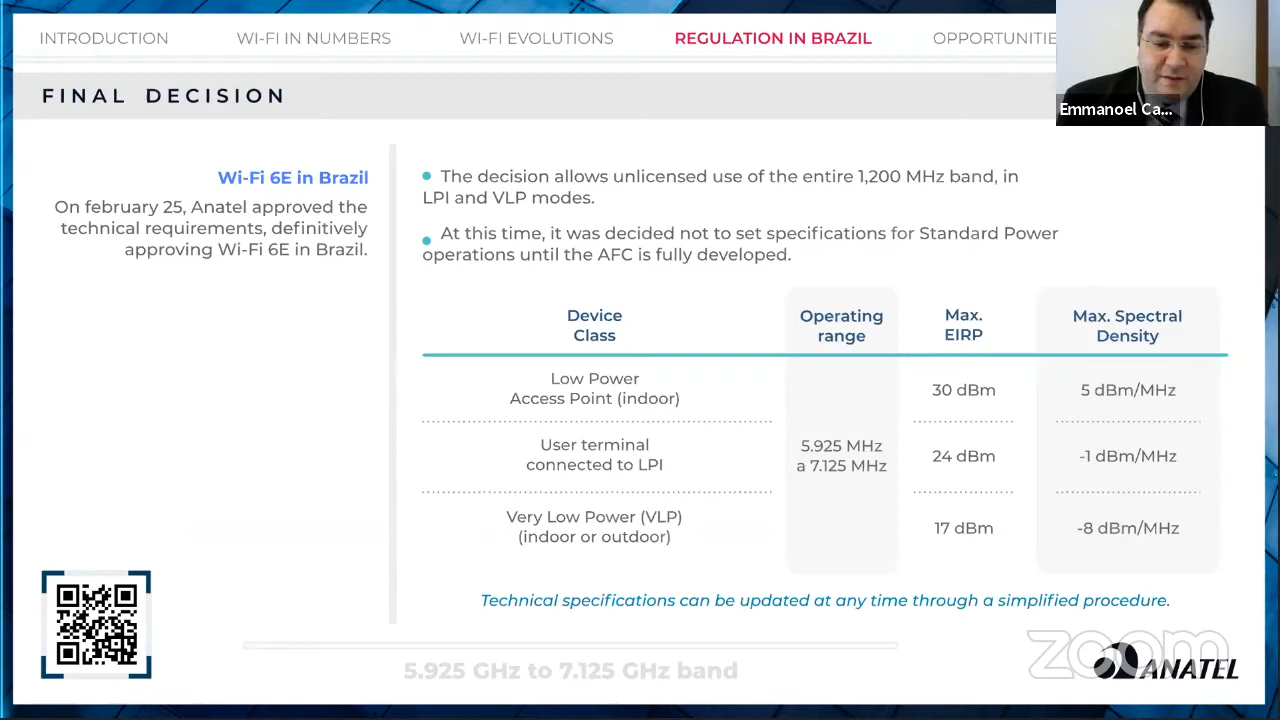 INTRODUCTION
WI-FI IN NUMBERS
WI-FI EVOLUTIONS
REGULATION IN BRAZIL
OPPORTUNITIE
Emmanoel Ca...
FINAL DECISION
Wi-Fi 6E in Brazil
On february 25, Anatel approved the
technical requirements, definitively
approving Wi-Fi 6E in Brazil.
The decision allows unlicensed use of the entire 1,200 MHz band, in
LPI and VLP modes.
At this time, it was decided not to set specifications for Standard Power
operations until the AFC is fully developed.
Device
Class
Operating
range
Max.
EIRP
Max. Spectral
Density
Low Power
Access Point (indoor)
30 dBm
5 dBm/MHz
User terminal
connected to LPI
5.925 MHz
a 7.125 MHz
24 dBm
-1 dBm/MHz
Very Low Power (VLP)
(indoor or outdoor)
17 dBm
-8 dBm/MHz
Technical specifications can be updated at any time through a simplified procedure.
5.925 GHz to 7.125 GHz band
zoom
ANATEL